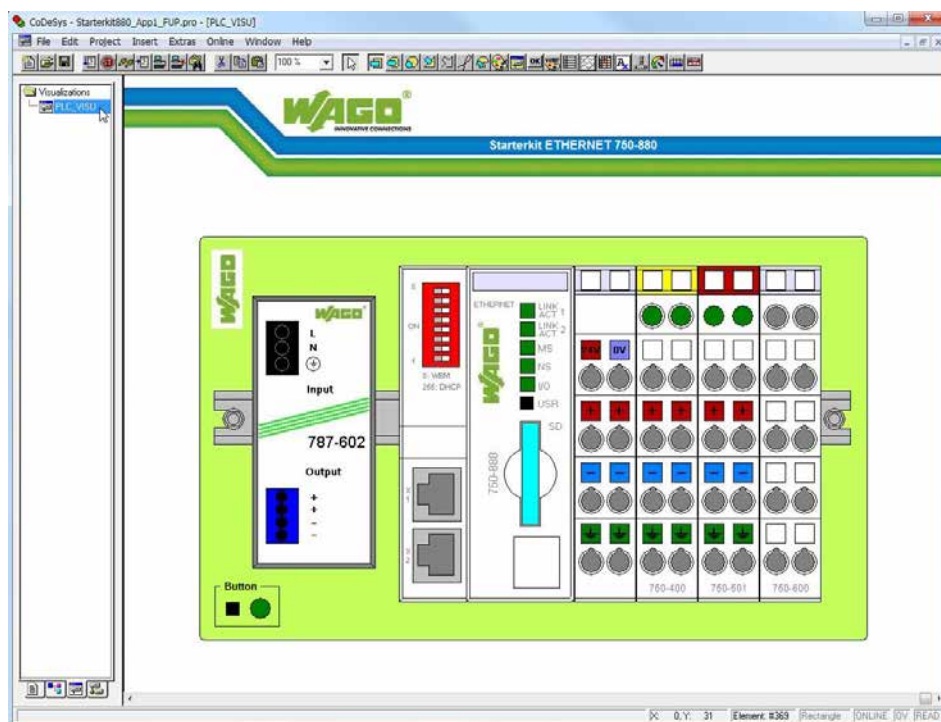 CoDeSys - Starterkit880_App1_FUP.pro - [PLC_VISU]
File Edit Project Insert Extras Online Window Help
100 %
Visualizations
PLC_VISU
WAGO®
INNOVATIVE CONNECTIONS
Starterkit ETHERNET 750-880
WAGO
WAGO
L
N
Input
787-602
Output
+
+
−
−
Button
ON
0: WBM
255: DHCP
X 1
X 2
ETHERNET
WAGO®
LINK ACT 1
LINK ACT 2
MS
NS
I/O
USR
SD
750-880
24V 0V
+ + + + + +
− − − − − −
750-400 750-501 750-600
X: 0, Y: 31 Element: #369 Rectangle ONLINE OV READ